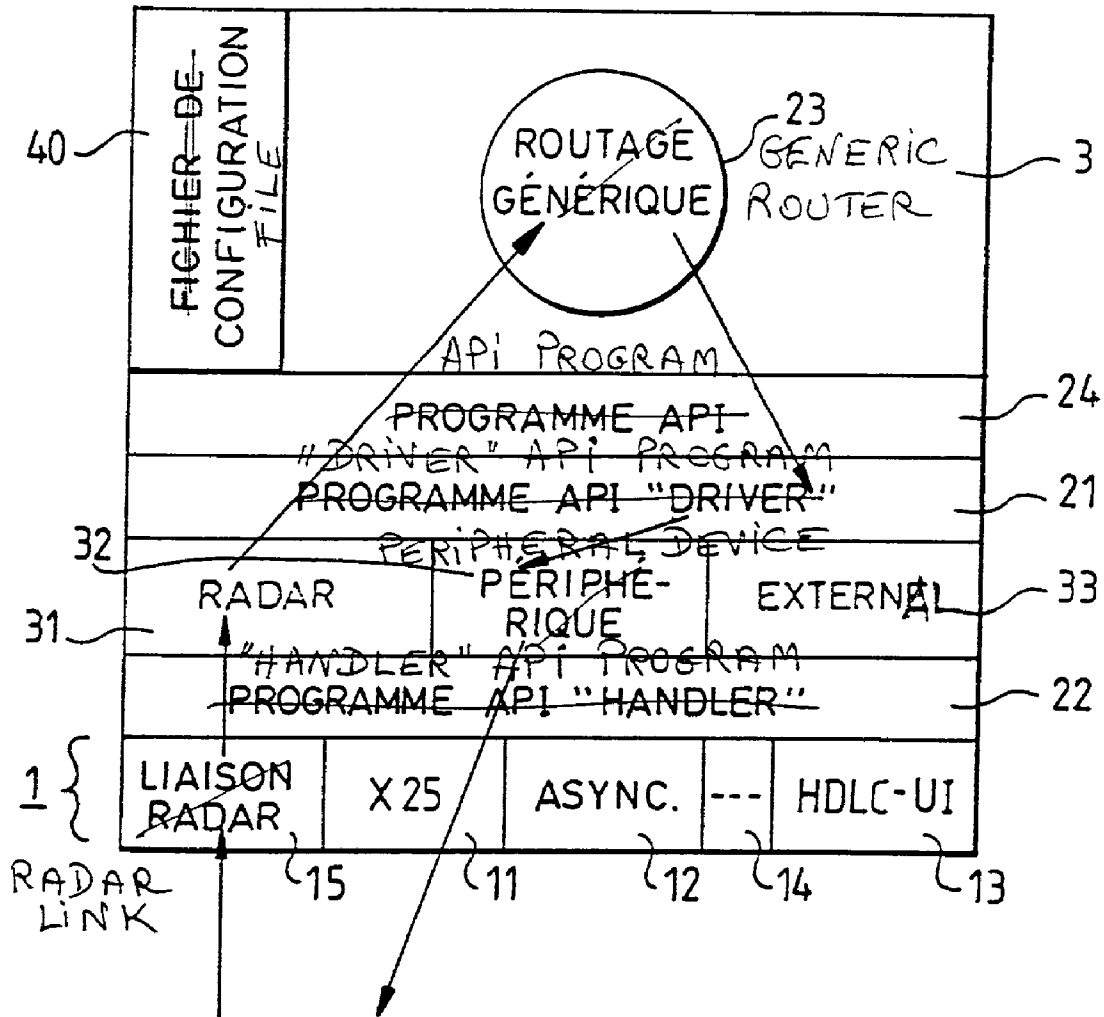 FICHIER DE
CONFIGURATION
FILE
40
ROUTAGE
GÉNÉRIQUE
23
GENERIC
ROUTER
3
API PROGRAM
PROGRAMME API
24
"DRIVER" API PROGRAM
PROGRAMME API "DRIVER"
21
32
PERIPHERAL DEVICE
RADAR
PÉRIPHÉ-
RIQUE
EXTERNAL
33
31
"HANDLER" API PROGRAM
PROGRAMME API "HANDLER"
22
1
LIAISON
RADAR
X25
ASYNC.
---
HDLC-UI
RADAR
LINK
15
11
12
14
13